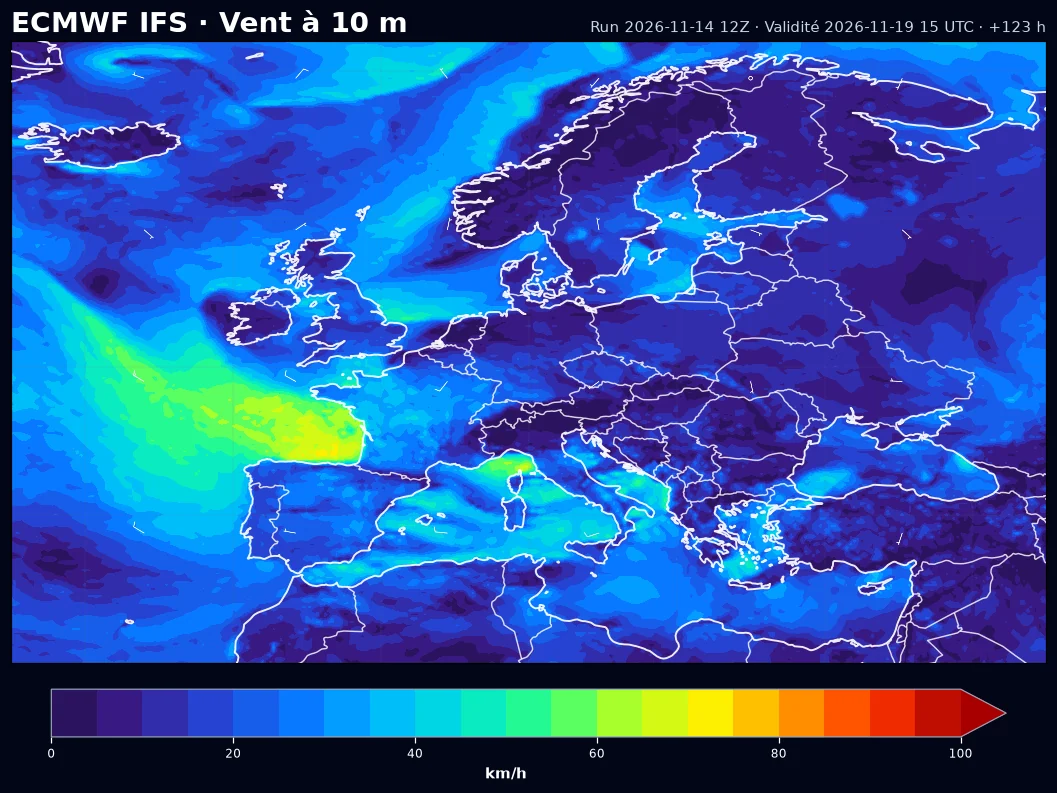 ECMWF IFS · Vent à 10 m
Run 2026-11-14 12Z · Validité 2026-11-19 15 UTC · +123 h
0 20 40 60 80 100
km/h